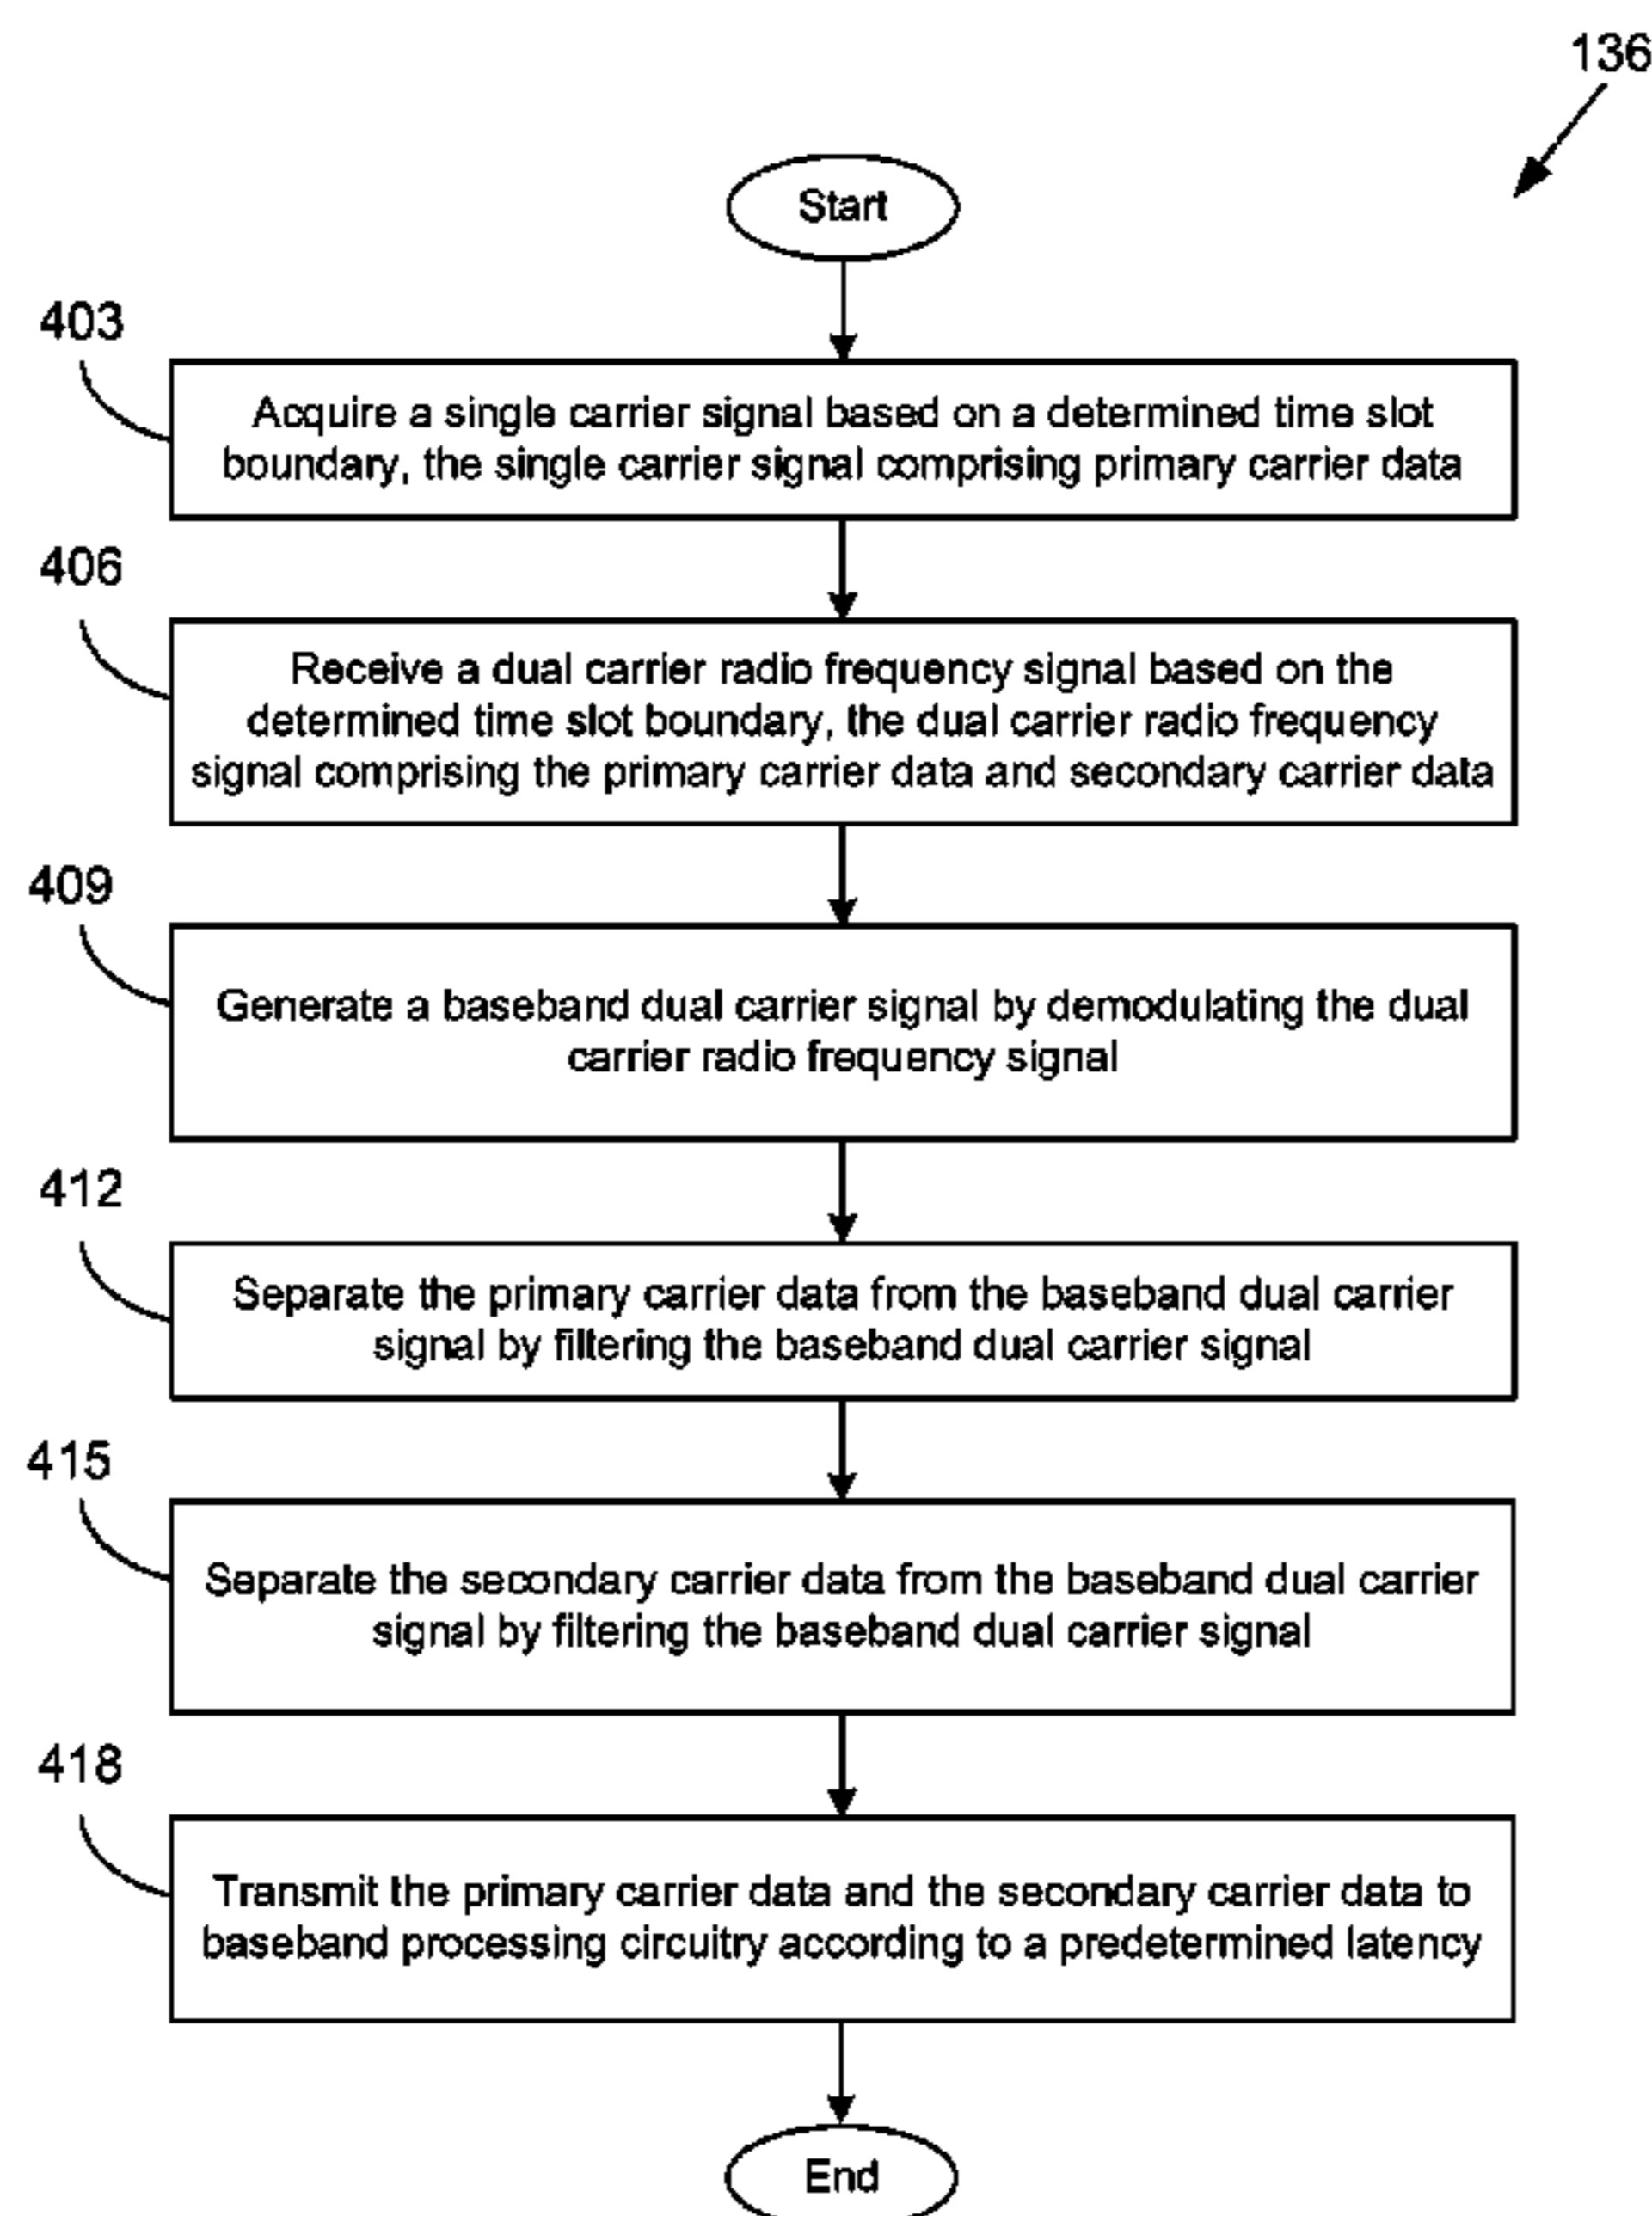 136
Start
403
Acquire a single carrier signal based on a determined time slot
boundary, the single carrier signal comprising primary carrier data
406
Receive a dual carrier radio frequency signal based on the
determined time slot boundary, the dual carrier radio frequency
signal comprising the primary carrier data and secondary carrier data
409
Generate a baseband dual carrier signal by demodulating the dual
carrier radio frequency signal
412
Separate the primary carrier data from the baseband dual carrier
signal by filtering the baseband dual carrier signal
415
Separate the secondary carrier data from the baseband dual carrier
signal by filtering the baseband dual carrier signal
418
Transmit the primary carrier data and the secondary carrier data to
baseband processing circuitry according to a predetermined latency
End